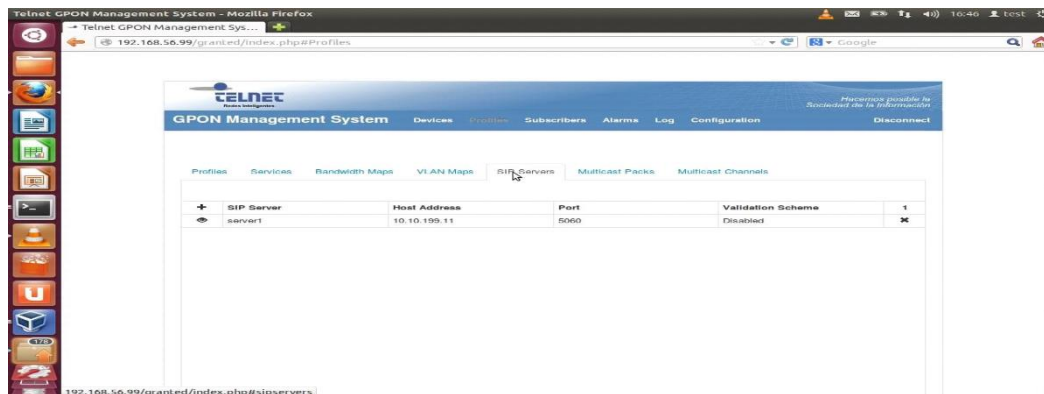 Telnet GPON Management System - Mozilla Firefox
16:46 test
Telnet GPON Management Sys...
192.168.56.99/granted/index.php#Profiles
Google
TELNET
Redes Inteligentes
Hacemos posible la
Sociedad de la Información
GPON Management System Devices Profiles Subscribers Alarms Log Configuration Disconnect
Profiles Services Bandwidth Maps VLAN Maps SIP Servers Multicast Packs Multicast Channels
+ SIP Server Host Address Port Validation Scheme 1
server1 10.10.199.11 5060 Disabled
178
192.168.56.99/granted/index.php#sipservers